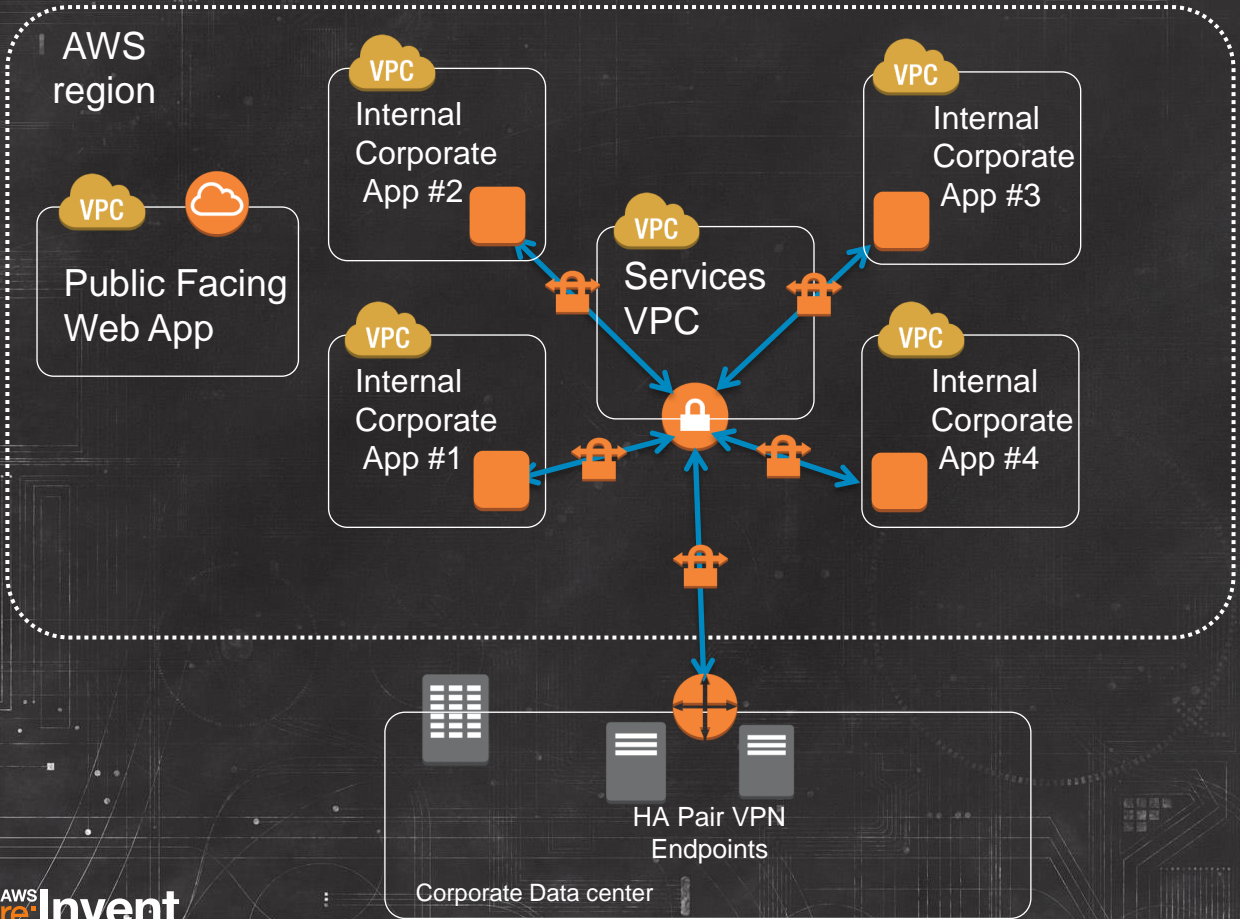 AWS
region
VPC
Internal
Corporate
App #2
VPC
Internal
Corporate
App #3
VPC
Public Facing
Web App
VPC
Services
VPC
VPC
Internal
Corporate
App #1
VPC
Internal
Corporate
App #4
HA Pair VPN
Endpoints
Corporate Data center
AWS
re:Invent